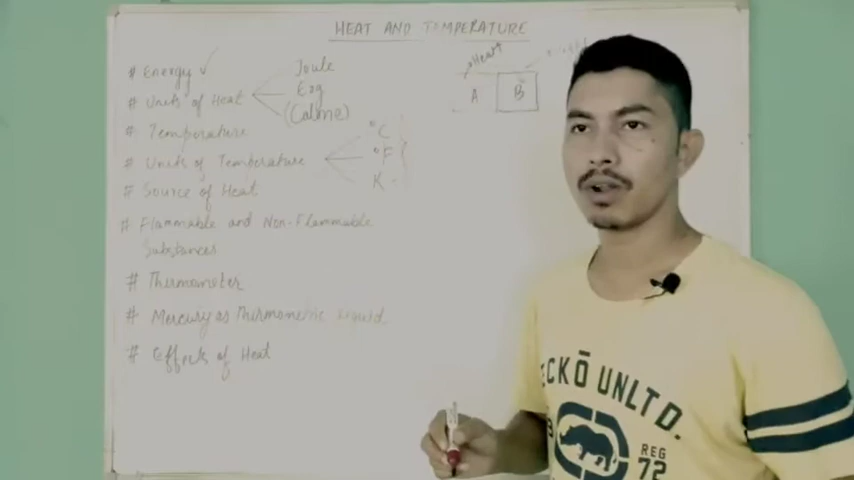 HEAT AND TEMPERATURE
# Energy ✓
# Units of Heat
Joule
Erg
(Calorie)
# Temperature
# Units of Temperature
°C
°F
K
# Source of Heat
# Flammable and Non-Flammable
Substances
# Thermometer
# Mercury as Thermometric liquid
# Effects of Heat
Heat
A
B
ECKŌ UNLTD.
REG
72